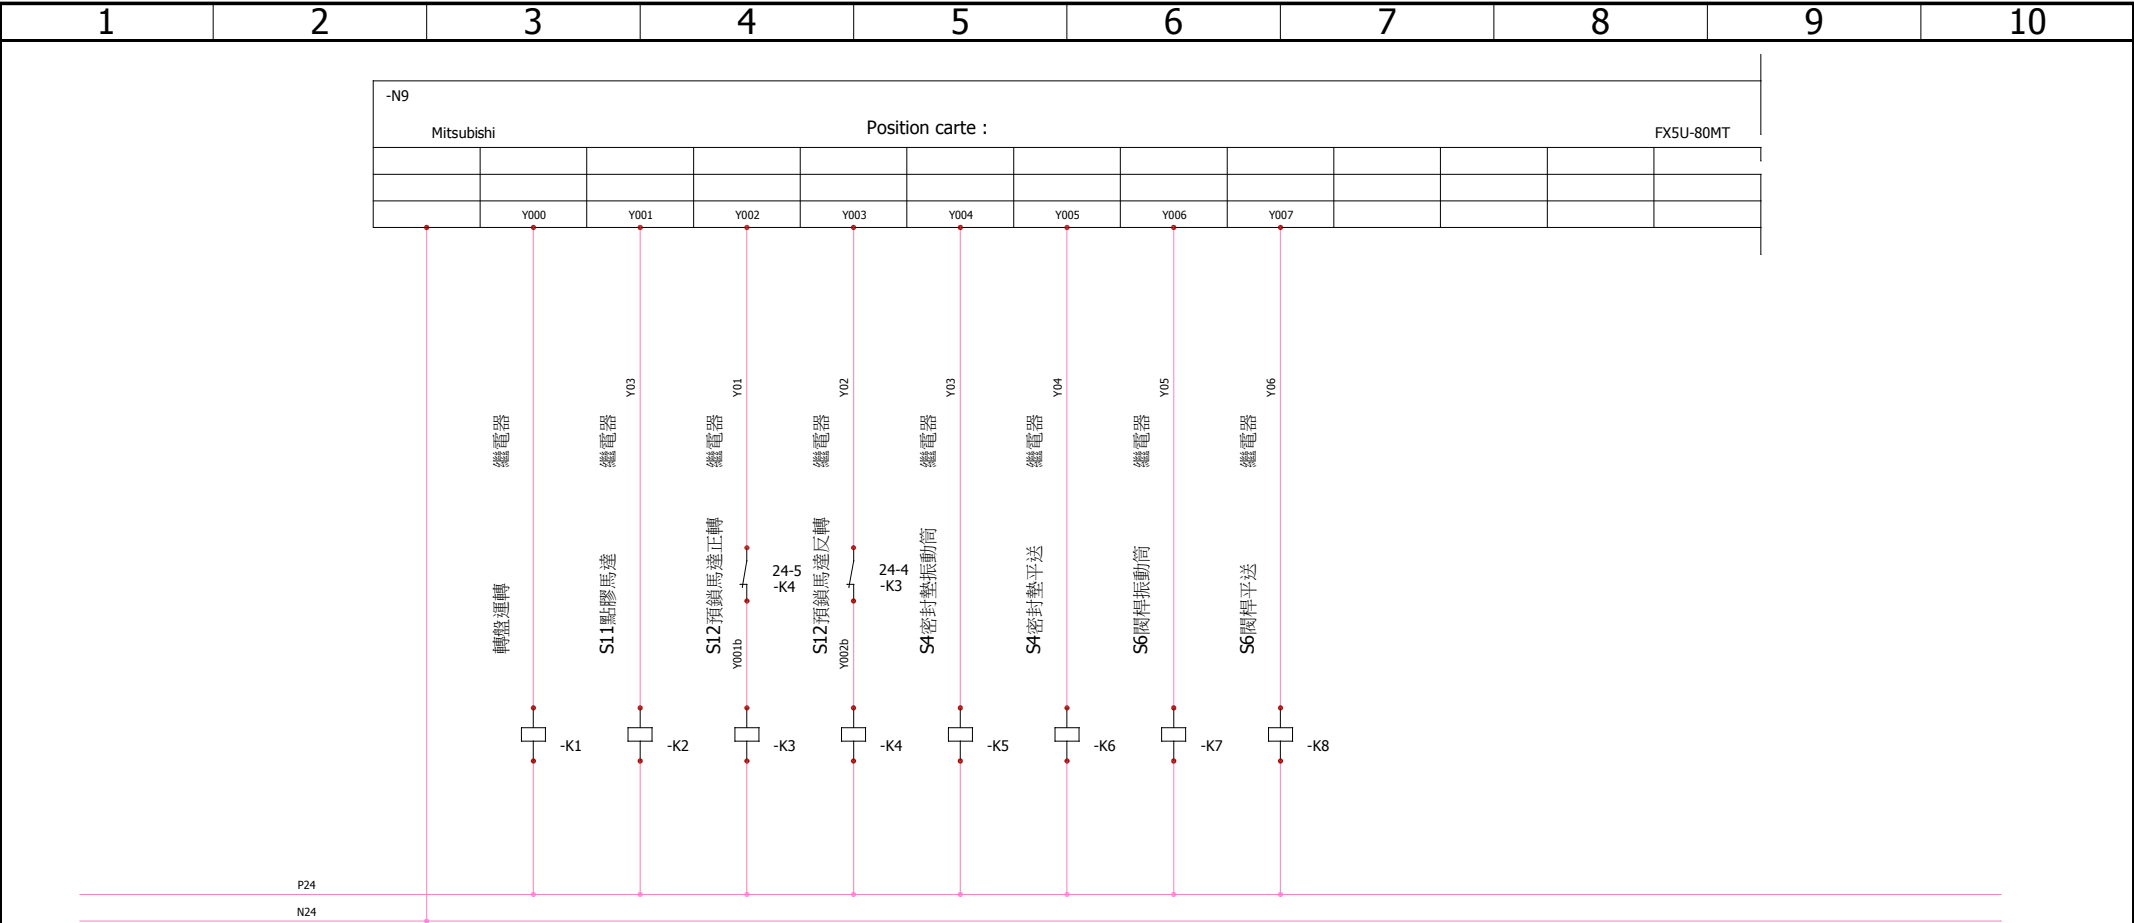 1 2 3 4 5 6 7 8 9 10
-N9
Mitsubishi Position carte : FX5U-80MT
Y000 Y001 Y002 Y003 Y004 Y005 Y006 Y007
Y03 Y01 Y02 Y03 Y04 Y05 Y06
繼電器 繼電器 繼電器 繼電器 繼電器 繼電器 繼電器 繼電器
轉盤運轉
S11點膠馬達
S12預鎖馬達正轉
S12預鎖馬達反轉
S4密封墊振動筒
S4密封墊平送
S6閥桿振動筒
S6閥桿平送
24-5
-K4
24-4
-K3
Y001b Y002b
-K1 -K2 -K3 -K4 -K5 -K6 -K7 -K8
P24
N24